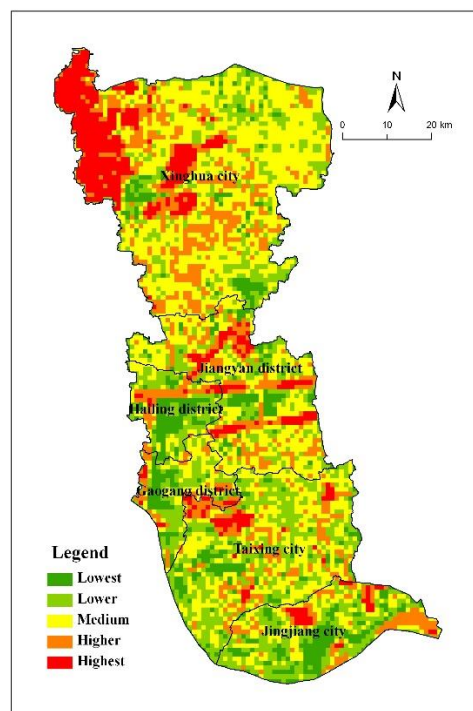 N
0 10 20 km
Xinghua city
Jiangyan district
Hailing district
Gaogang district
Taixing city
Jingjiang city
Legend
Lowest
Lower
Medium
Higher
Highest